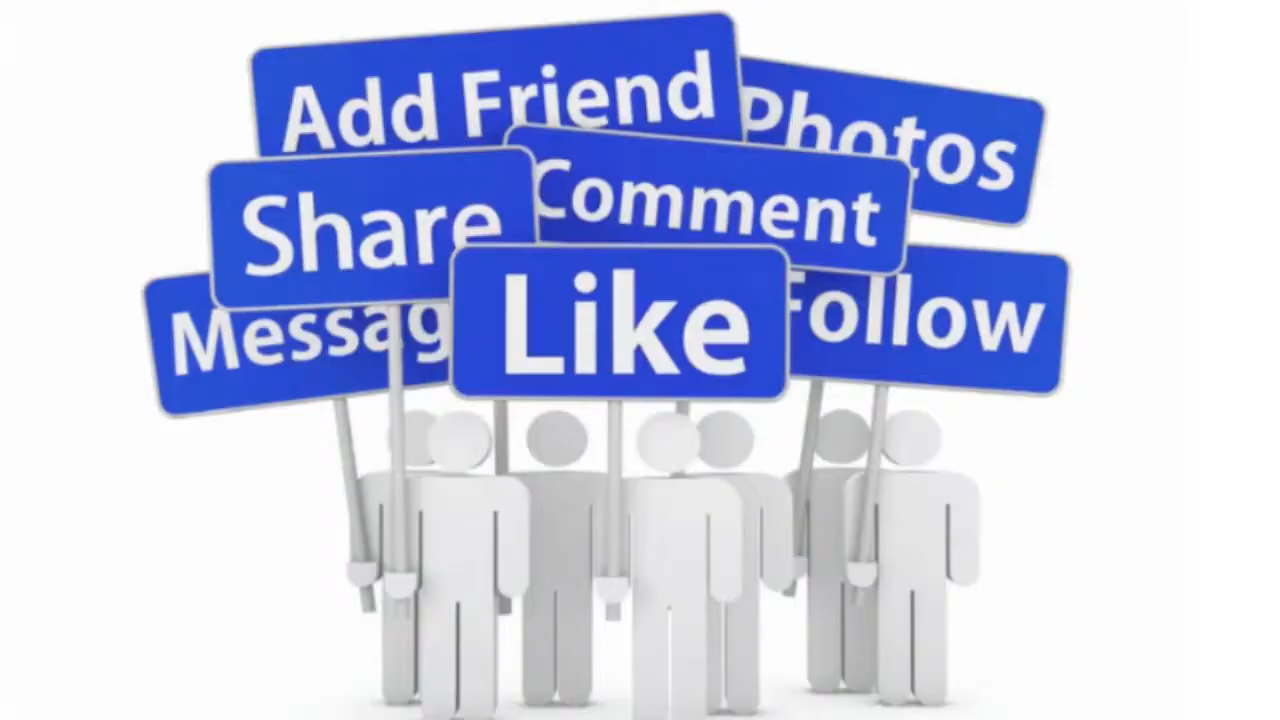 Add Friend
Photos
Comment
Share
Like
Follow
Messag